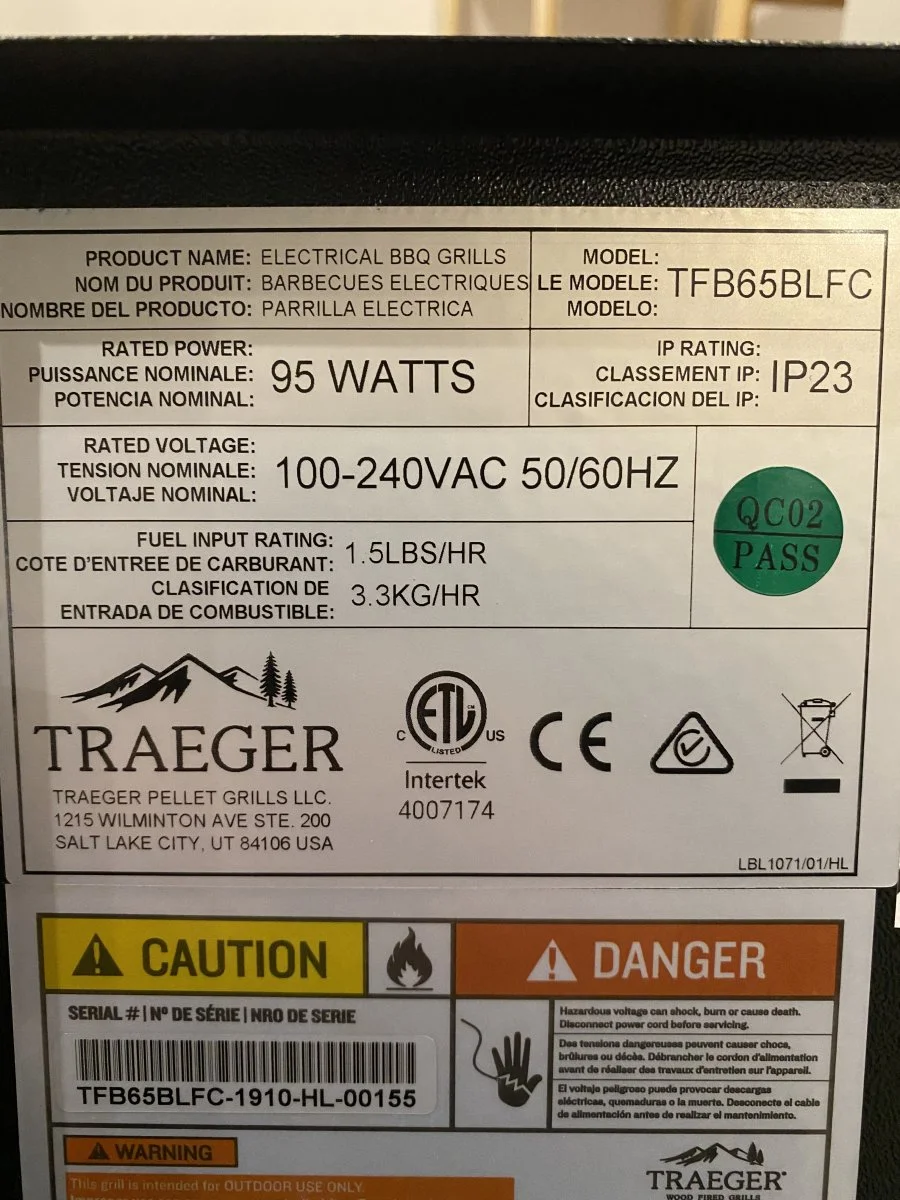 PRODUCT NAME: ELECTRICAL BBQ GRILLS
NOM DU PRODUIT: BARBECUES ELECTRIQUES
NOMBRE DEL PRODUCTO: PARRILLA ELECTRICA
MODEL:
LE MODELE: TFB65BLFC
MODELO:
RATED POWER:
PUISSANCE NOMINALE: 95 WATTS
POTENCIA NOMINAL:
IP RATING:
CLASSEMENT IP: IP23
CLASIFICACION DEL IP:
RATED VOLTAGE:
TENSION NOMINALE: 100-240VAC 50/60HZ
VOLTAJE NOMINAL:
QC02
PASS
FUEL INPUT RATING: 1.5LBS/HR
COTE D'ENTREE DE CARBURANT:
CLASIFICACION DE 3.3KG/HR
ENTRADA DE COMBUSTIBLE:
TRAEGER
TRAEGER PELLET GRILLS LLC.
1215 WILMINTON AVE STE. 200
SALT LAKE CITY, UT 84106 USA
ETL
LISTED
C US
Intertek
4007174
CE
LBL1071/01/HL
CAUTION
DANGER
SERIAL # | Nº DE SÉRIE | NRO DE SERIE
TFB65BLFC-1910-HL-00155
Hazardous voltage can shock, burn or cause death.
Disconnect power cord before servicing.
Des tensions dangereuses peuvent causer chocs,
brûlures ou décès. Débrancher le cordon d'alimentation
avant de réaliser des travaux d'entretien sur l'appareil.
El voltaje peligroso puede provocar descargas
eléctricas, quemaduras o la muerte. Desconecte el cable
de alimentación antes de realizar el mantenimiento.
WARNING
This grill is intended for OUTDOOR USE ONLY.
TRAEGER
WOOD FIRED GRILLS